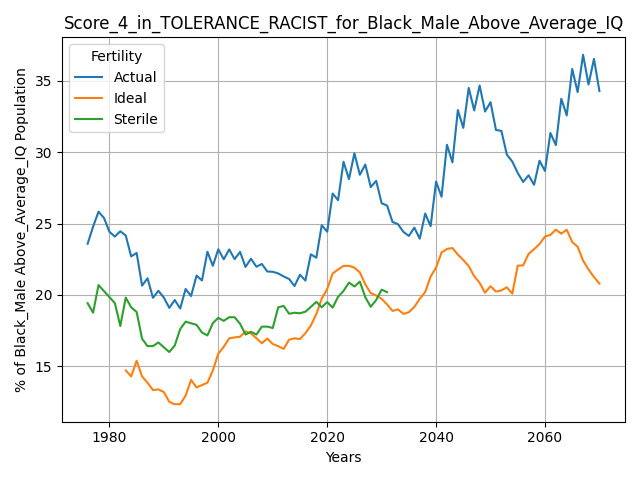 Score_4_in_TOLERANCE_RACIST_for_Black_Male_Above_Average_IQ
Fertility
Actual
Ideal
Sterile
% of Black_Male Above_Average_IQ Population
35
30
25
20
15
1980
2000
2020
2040
2060
Years